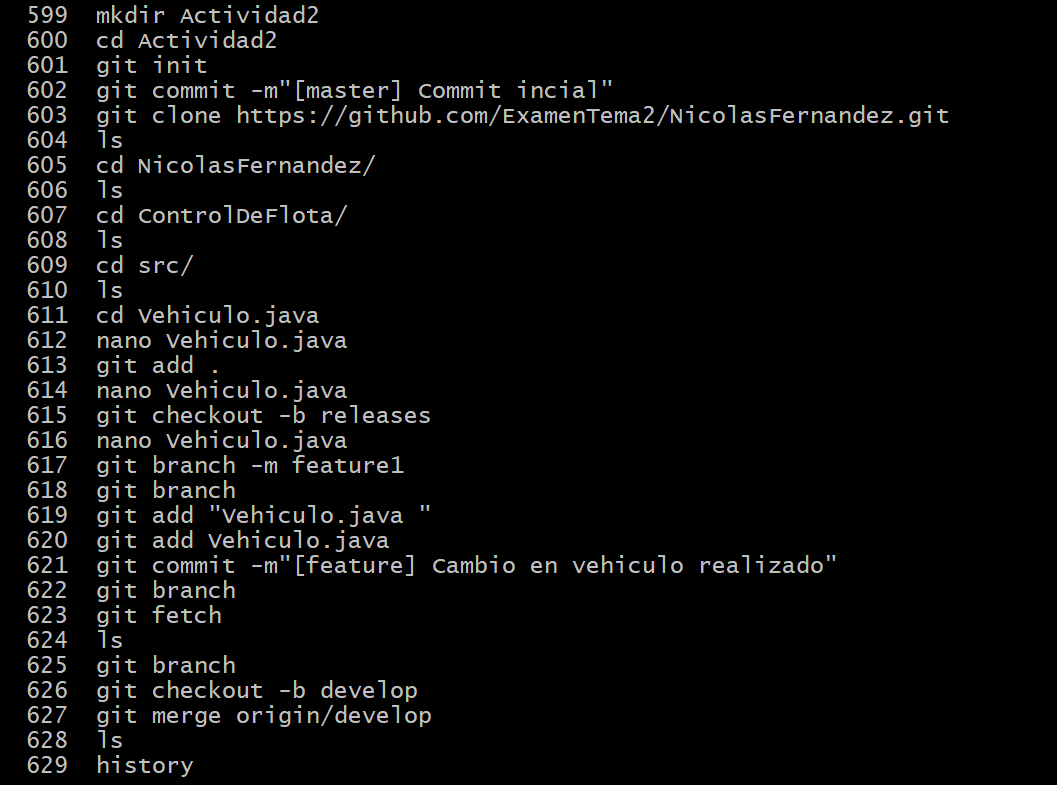 599 mkdir Actividad2
600 cd Actividad2
601 git init
602 git commit -m"[master] Commit incial"
603 git clone https://github.com/ExamenTema2/NicolasFernandez.git
604 ls
605 cd NicolasFernandez/
606 ls
607 cd ControlDeFlota/
608 ls
609 cd src/
610 ls
611 cd Vehiculo.java
612 nano Vehiculo.java
613 git add .
614 nano Vehiculo.java
615 git checkout -b releases
616 nano Vehiculo.java
617 git branch -m feature1
618 git branch
619 git add "Vehiculo.java "
620 git add Vehiculo.java
621 git commit -m"[feature] Cambio en vehiculo realizado"
622 git branch
623 git fetch
624 ls
625 git branch
626 git checkout -b develop
627 git merge origin/develop
628 ls
629 history